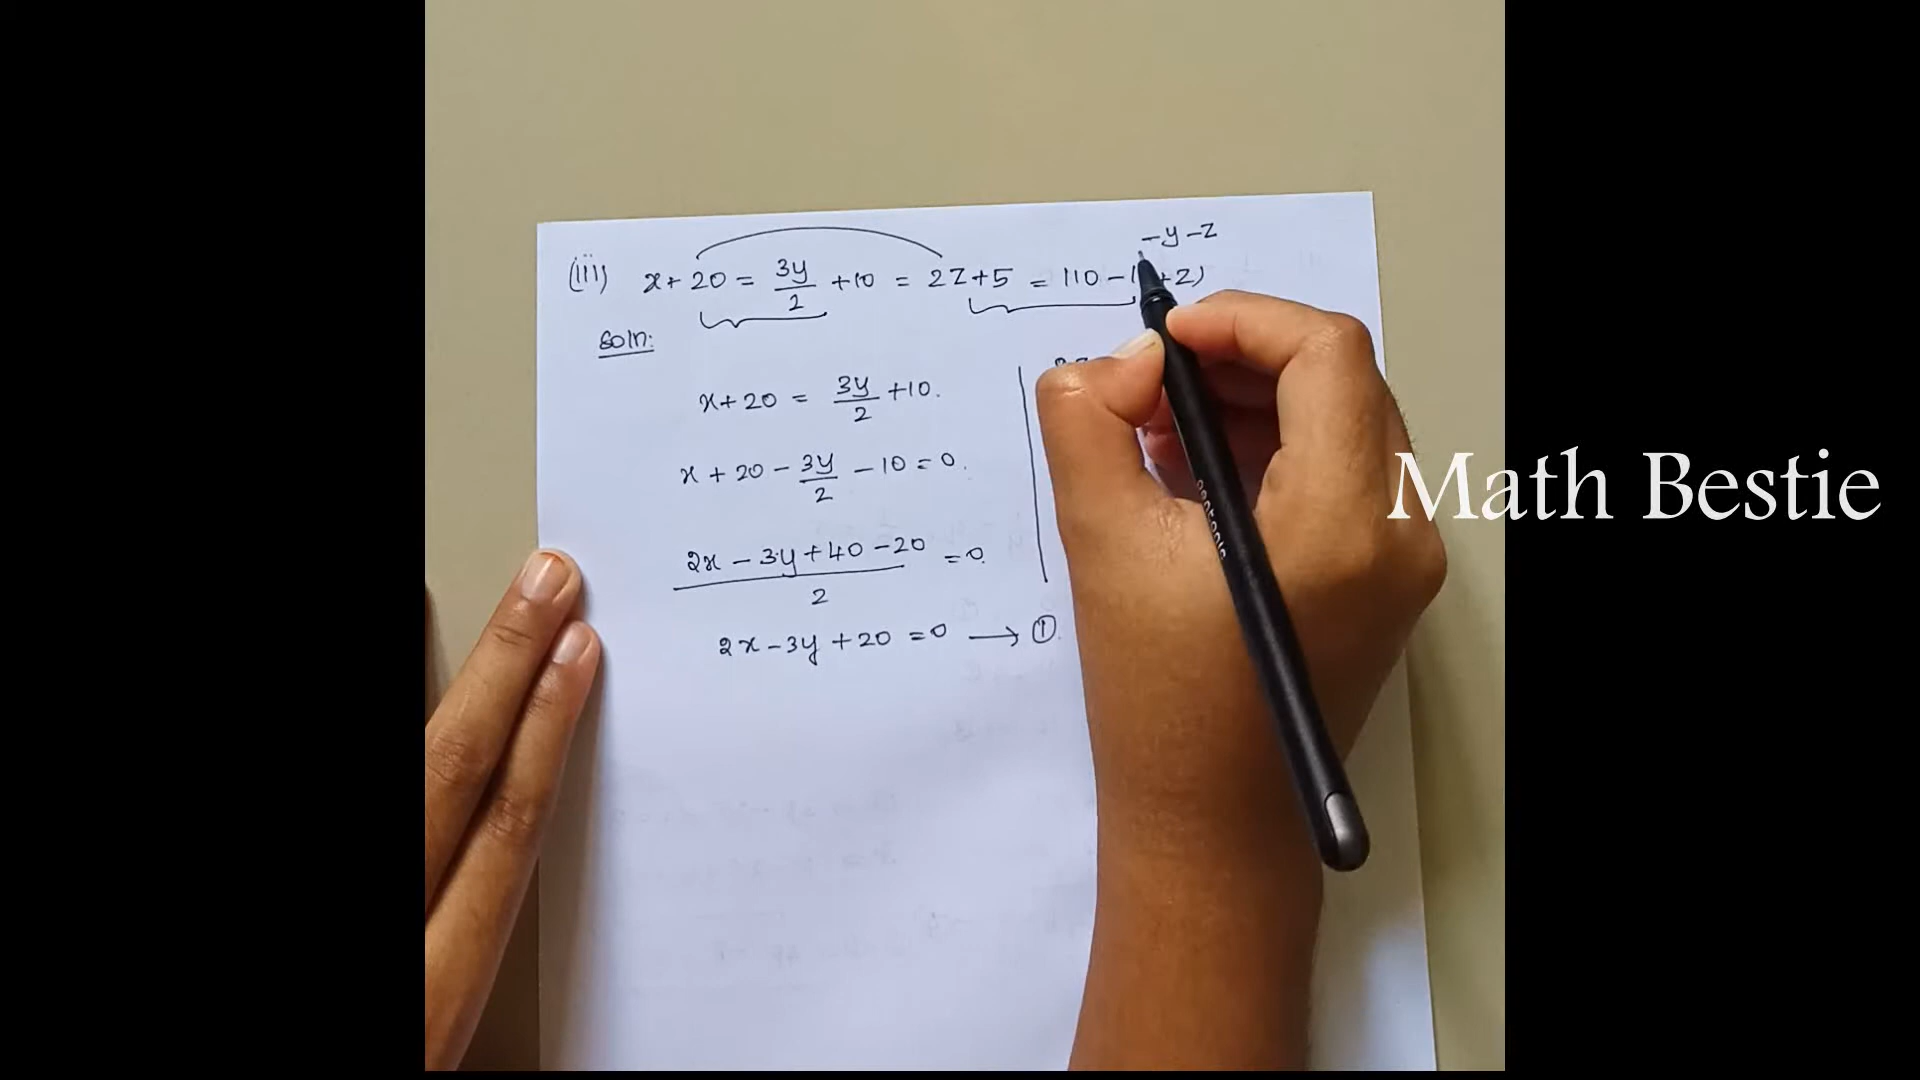 -y -z
(iii) x + 20 = 3y/2 + 10 = 2z + 5 = 110 - ( + z)
Soln:
x + 20 = 3y/2 + 10.
x + 20 - 3y/2 - 10 = 0.
2x - 3y + 40 - 20 / 2 = 0.
2x - 3y + 20 = 0 → ①.
Math Bestie